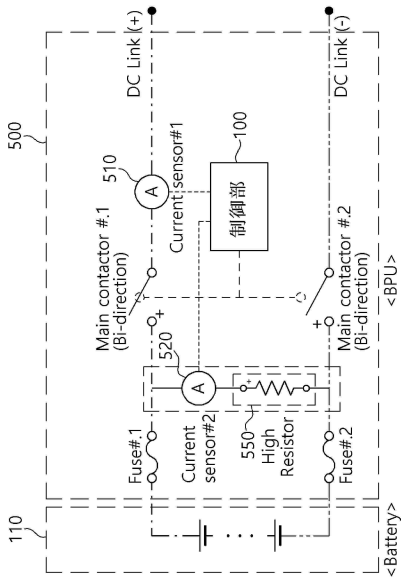 500
110
<Battery>
<BPU>
Fuse#.1
Fuse#.2
Current
sensor#2
520
A
550
High
Resistor
+
Main contactor #.1
(Bi-direction)
+
Main contactor #.2
(Bi-direction)
+
510
A
Current sensor#1
100
制御部
DC Link (+)
DC Link (-)